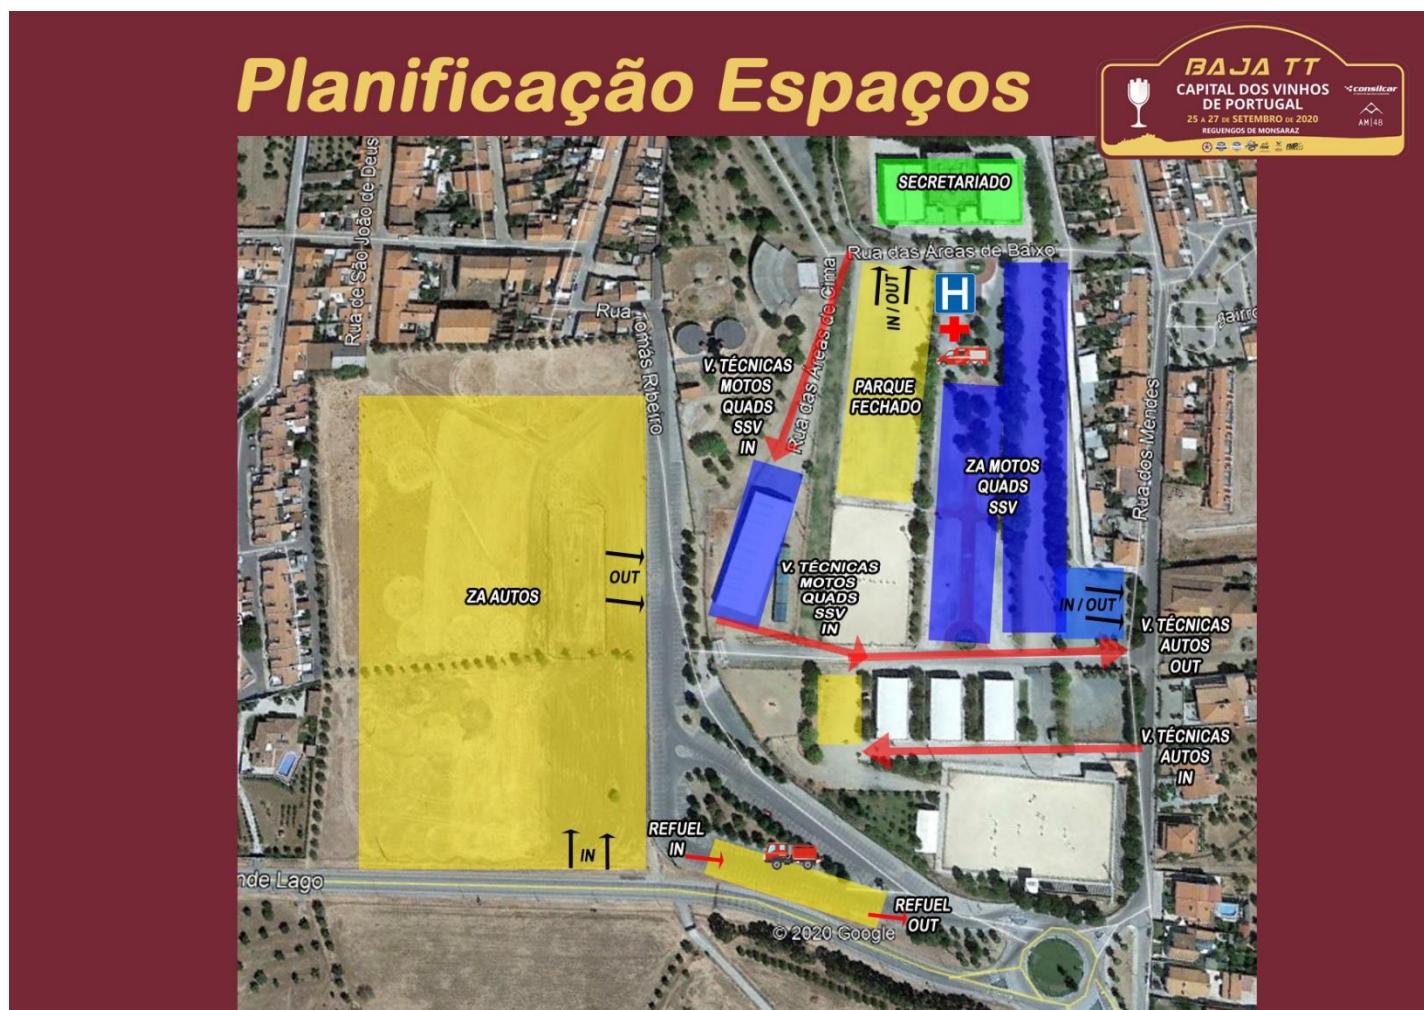 Planificação Espaços
BAJA TT
CAPITAL DOS VINHOS
DE PORTUGAL
25 A 27 DE SETEMBRO DE 2020
REGUENGOS DE MONSARAZ
consilcar
AM|48
Rua de São João de Deus
SECRETARIADO
Rua das Áreas de Baixo
Rua das Áreas de Cima
IN / OUT
H
Rua Tomás Ribeiro
Bairro
V. TÉCNICAS
MOTOS
QUADS
SSV
IN
PARQUE
FECHADO
Rua dos Mendes
ZA MOTOS
QUADS
SSV
ZA AUTOS
OUT
V. TÉCNICAS
MOTOS
QUADS
SSV
IN
IN / OUT
V. TÉCNICAS
AUTOS
OUT
V. TÉCNICAS
AUTOS
IN
REFUEL
IN
IN
nde Lago
REFUEL
OUT
© 2020 Google